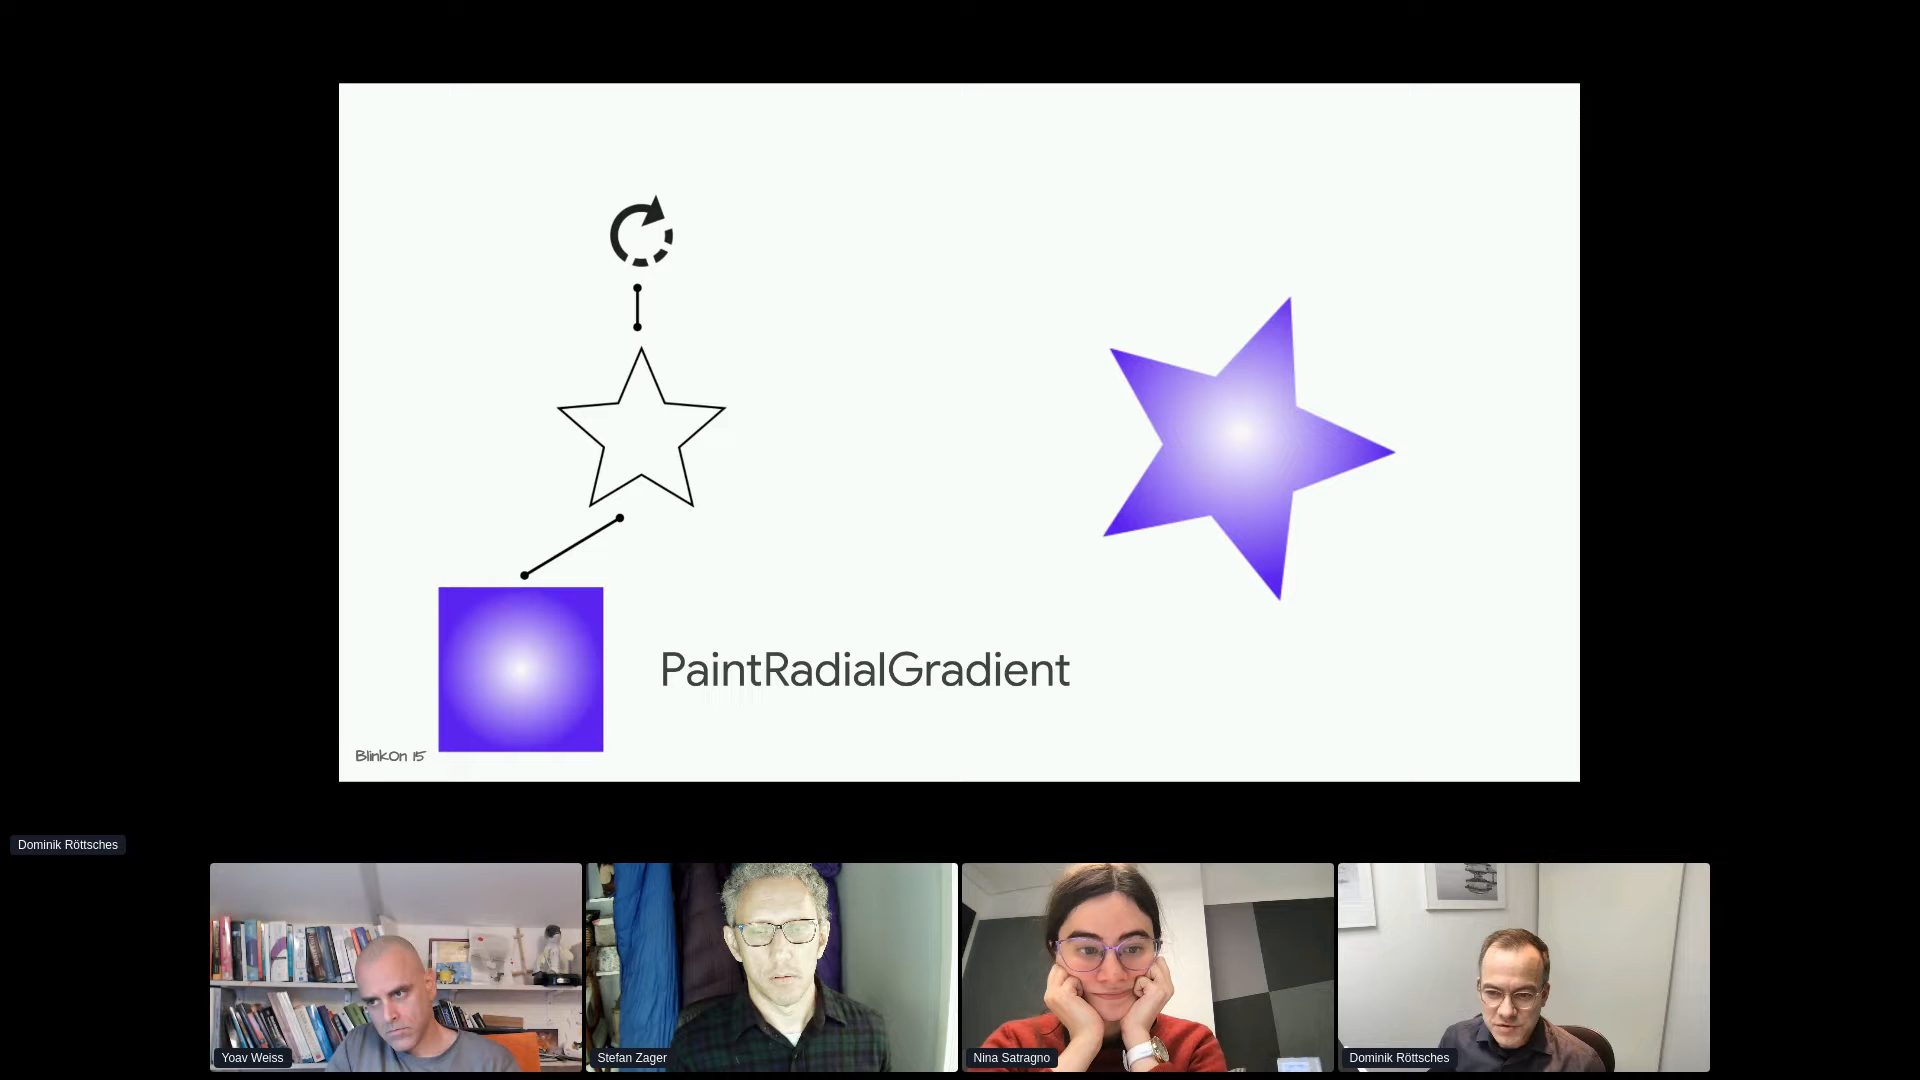 PaintRadialGradient
BlinkOn 15
Dominik Röttsches
Yoav Weiss
Stefan Zager
Nina Satragno
Dominik Röttsches